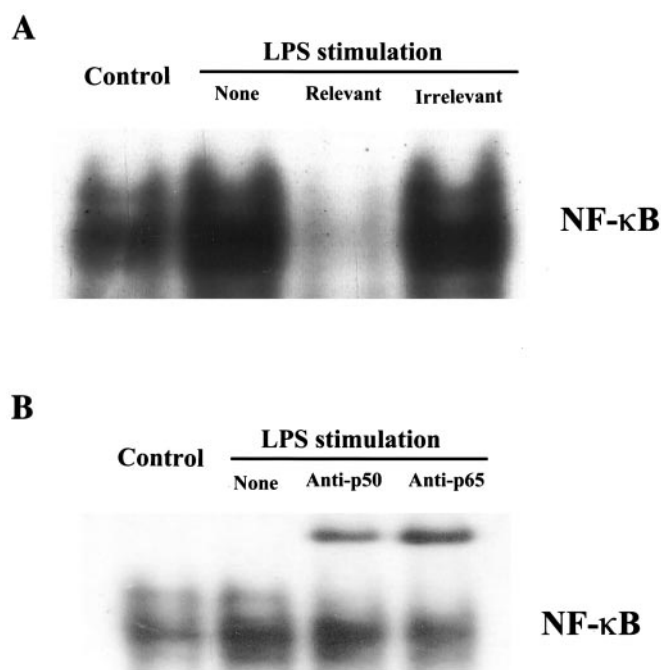 A
LPS stimulation
Control
None Relevant Irrelevant
NF-κB
B
LPS stimulation
Control
None Anti-p50 Anti-p65
NF-κB